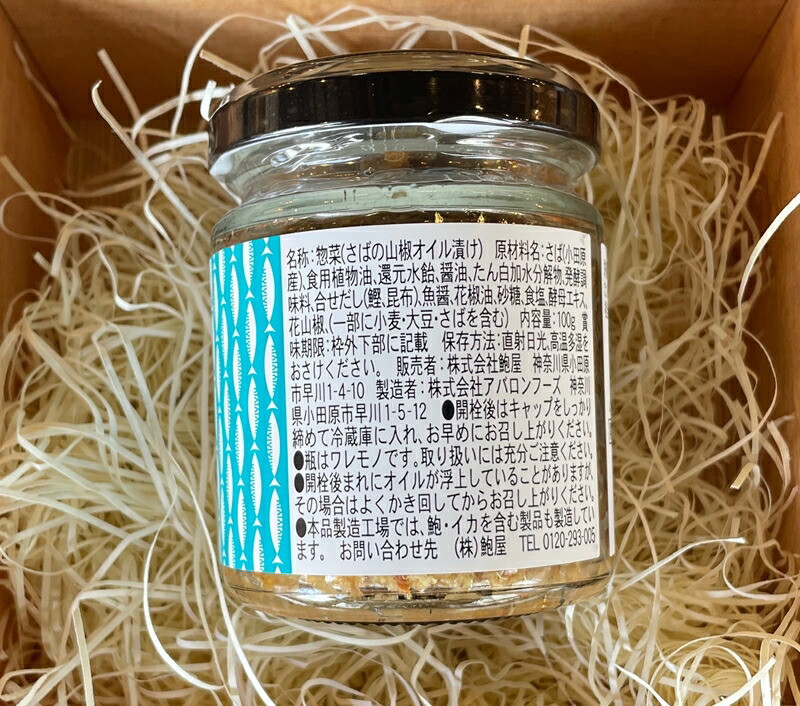 名称:惣菜(さばの山椒オイル漬け) 原材料名:さば(小田原
産)、食用植物油、還元水飴、醤油、たん白加水分解物、発酵調
味料、合せだし(鰹、昆布)、魚醤、花椒油、砂糖、食塩、酵母エキス、
花山椒、(一部に小麦・大豆・さばを含む) 内容量:100g 賞
味期限:枠外下部に記載 保存方法:直射日光、高温多湿を
おさけください。 販売者:株式会社鮑屋 神奈川県小田原
市早川1-4-10 製造者:株式会社アバロンフーズ 神奈川
県小田原市早川1-5-12 ●開栓後はキャップをしっかり
締めて冷蔵庫に入れ、お早めにお召し上がりください。
●瓶はワレモノです。取り扱いには充分ご注意ください。
●開栓後まれにオイルが浮上していることがありますが、
その場合はよくかき回してからお召し上がりください。
●本品製造工場では、鮑・イカを含む製品も製造してい
ます。 お問い合わせ先 (株)鮑屋 TEL 0120-293-005